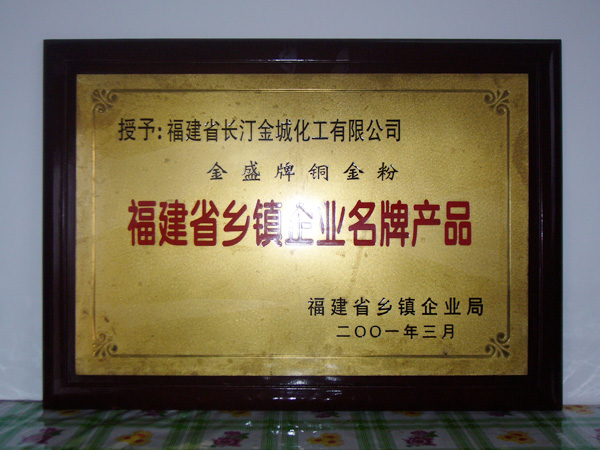 授予:福建省长汀金城化工有限公司
金盛牌铜金粉
福建省乡镇企业名牌产品
福建省乡镇企业局
二〇〇一年三月